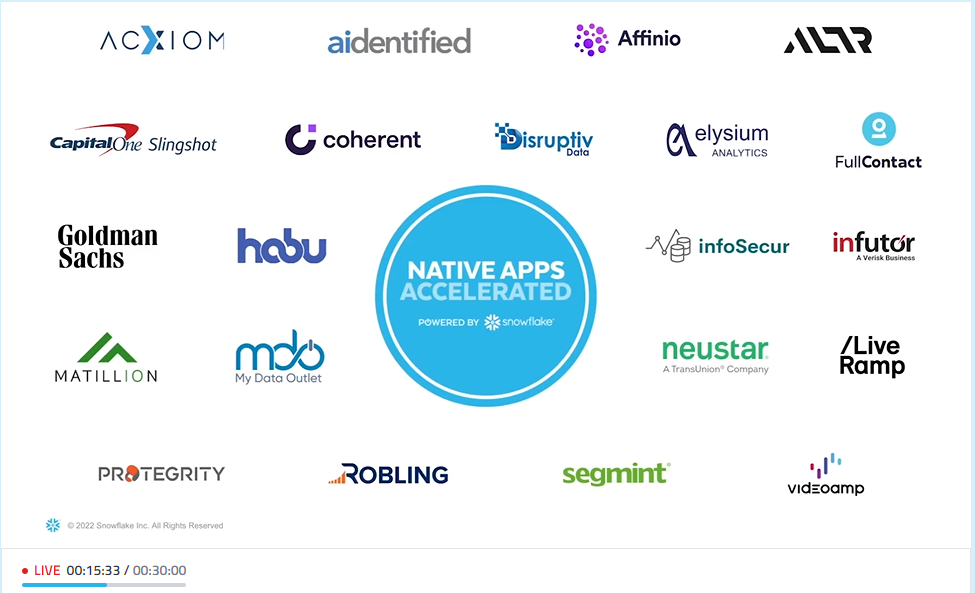 ACXIOM
aidentified
Affinio
ALTR
CapitalOne Slingshot
coherent
Disruptiv
Data
elysium
ANALYTICS
FullContact
Goldman
Sachs
habu
NATIVE APPS
ACCELERATED
POWERED BY snowflake®
infoSecur
infutor
A Verisk Business
MATILLION
mdo
My Data Outlet
neustar®
A TransUnion® Company
/Live
Ramp
PROTEGRITY
ROBLING
segmint®
VIDEOAMP
© 2022 Snowflake Inc. All Rights Reserved
LIVE 00:15:33 / 00:30:00